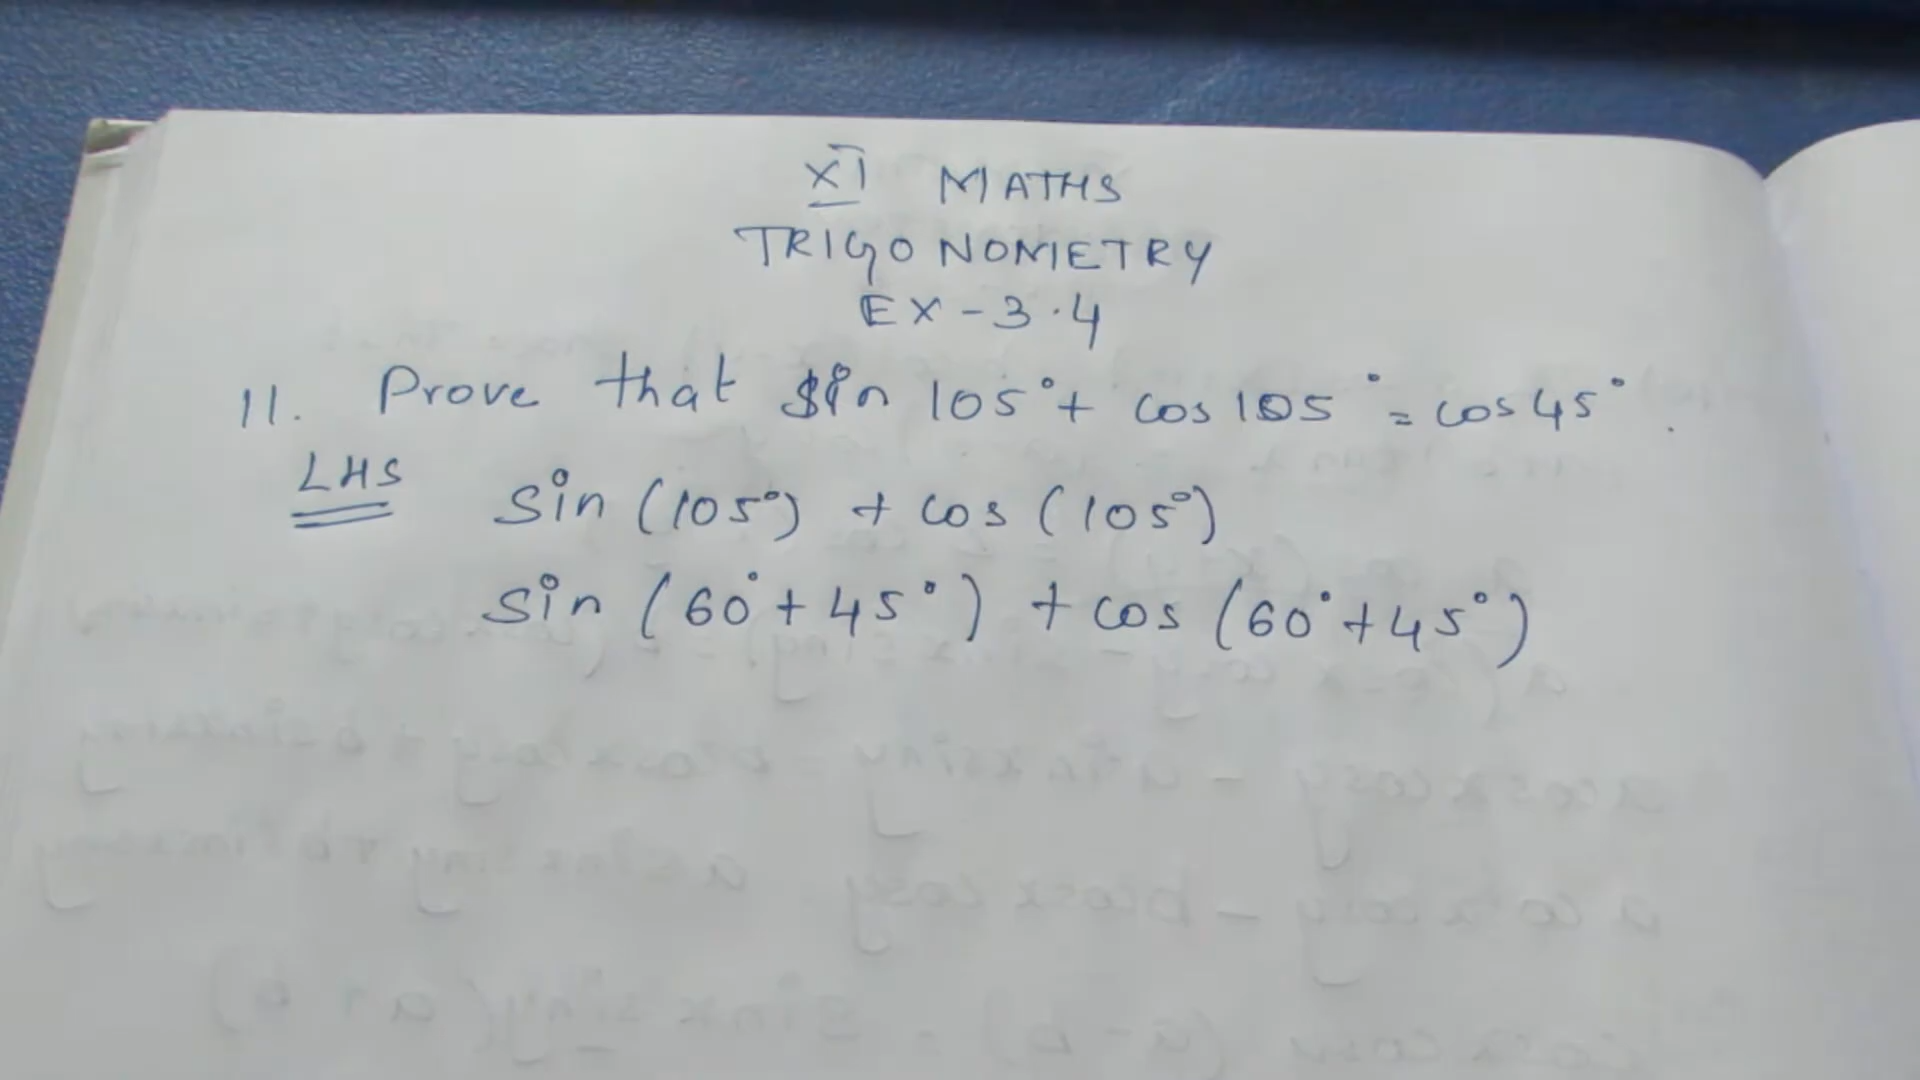 XI MATHS
TRIGONOMETRY
EX - 3.4
11. Prove that sin 105° + cos 105° = cos 45°.
LHS sin (105°) + cos (105°)
sin (60° + 45°) + cos (60° + 45°)